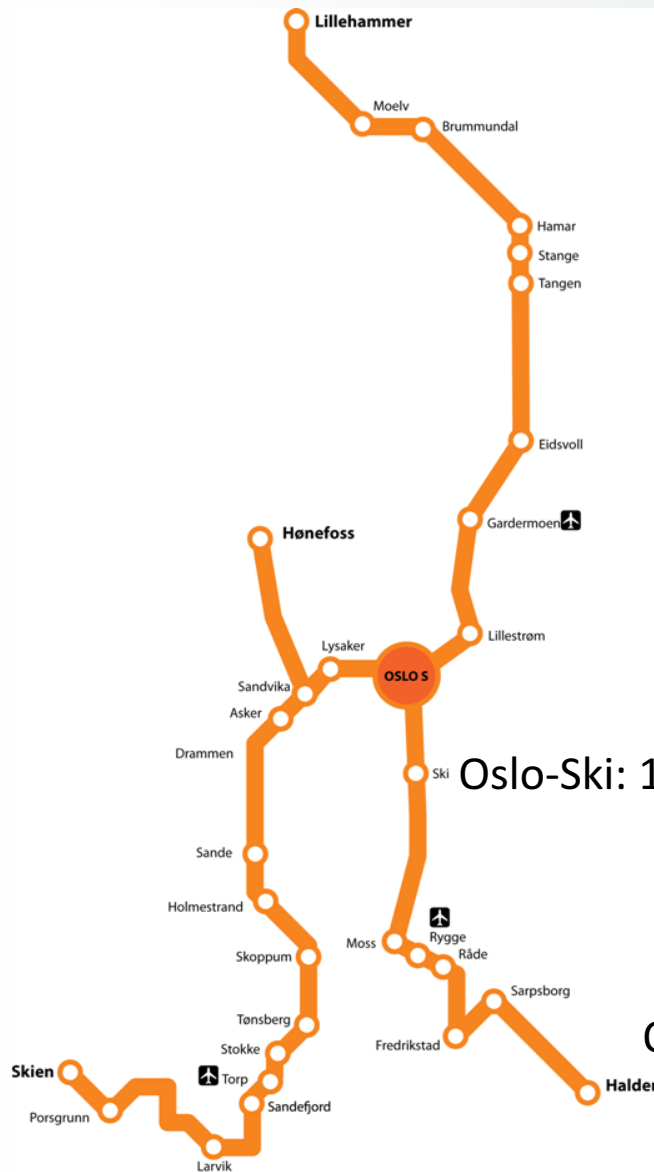 Lillehammer
Moelv
Brummundal
Hamar
Stange
Tangen
Eidsvoll
Gardermoen
Hønefoss
Lillestrøm
Lysaker
OSLO S
Sandvika
Asker
Drammen
Ski
Oslo-Ski: 1
Sande
Holmestrand
Moss
Rygge
Råde
Skoppum
Sarpsborg
Tønsberg
Fredrikstad
Stokke
Skien
Torp
Halden
Sandefjord
Porsgrunn
Larvik